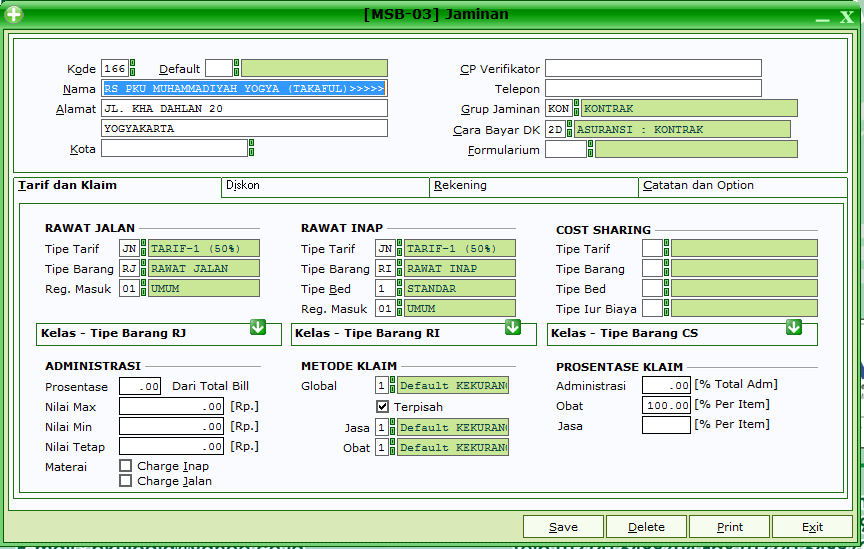 [MSB-03] Jaminan
Kode 166 Default
Nama RS PKU MUHAMMADIYAH YOGYA (TAKAFUL)>>>>>
Alamat JL. KHA DAHLAN 20
YOGYAKARTA
Kota
CP Verifikator
Telepon
Grup Jaminan KON KONTRAK
Cara Bayar DK 2D ASURANSI : KONTRAK
Formularium
Tarif dan Klaim Diskon Rekening Catatan dan Option
RAWAT JALAN
Tipe Tarif JN TARIF-1 (50%)
Tipe Barang RJ RAWAT JALAN
Reg. Masuk 01 UMUM
Kelas - Tipe Barang RJ
RAWAT INAP
Tipe Tarif JN TARIF-1 (50%)
Tipe Barang RI RAWAT INAP
Tipe Bed 1 STANDAR
Reg. Masuk 01 UMUM
Kelas - Tipe Barang RI
COST SHARING
Tipe Tarif
Tipe Barang
Tipe Bed
Tipe Iur Biaya
Kelas - Tipe Barang CS
ADMINISTRASI
Prosentase .00 Dari Total Bill
Nilai Max .00 [Rp.]
Nilai Min .00 [Rp.]
Nilai Tetap .00 [Rp.]
Materai Charge Inap
Charge Jalan
METODE KLAIM
Global 1 Default KEKURANG
Terpisah
Jasa 1 Default KEKURANG
Obat 1 Default KEKURANG
PROSENTASE KLAIM
Administrasi .00 [% Total Adm]
Obat 100.00 [% Per Item]
Jasa [% Per Item]
Save Delete Print Exit